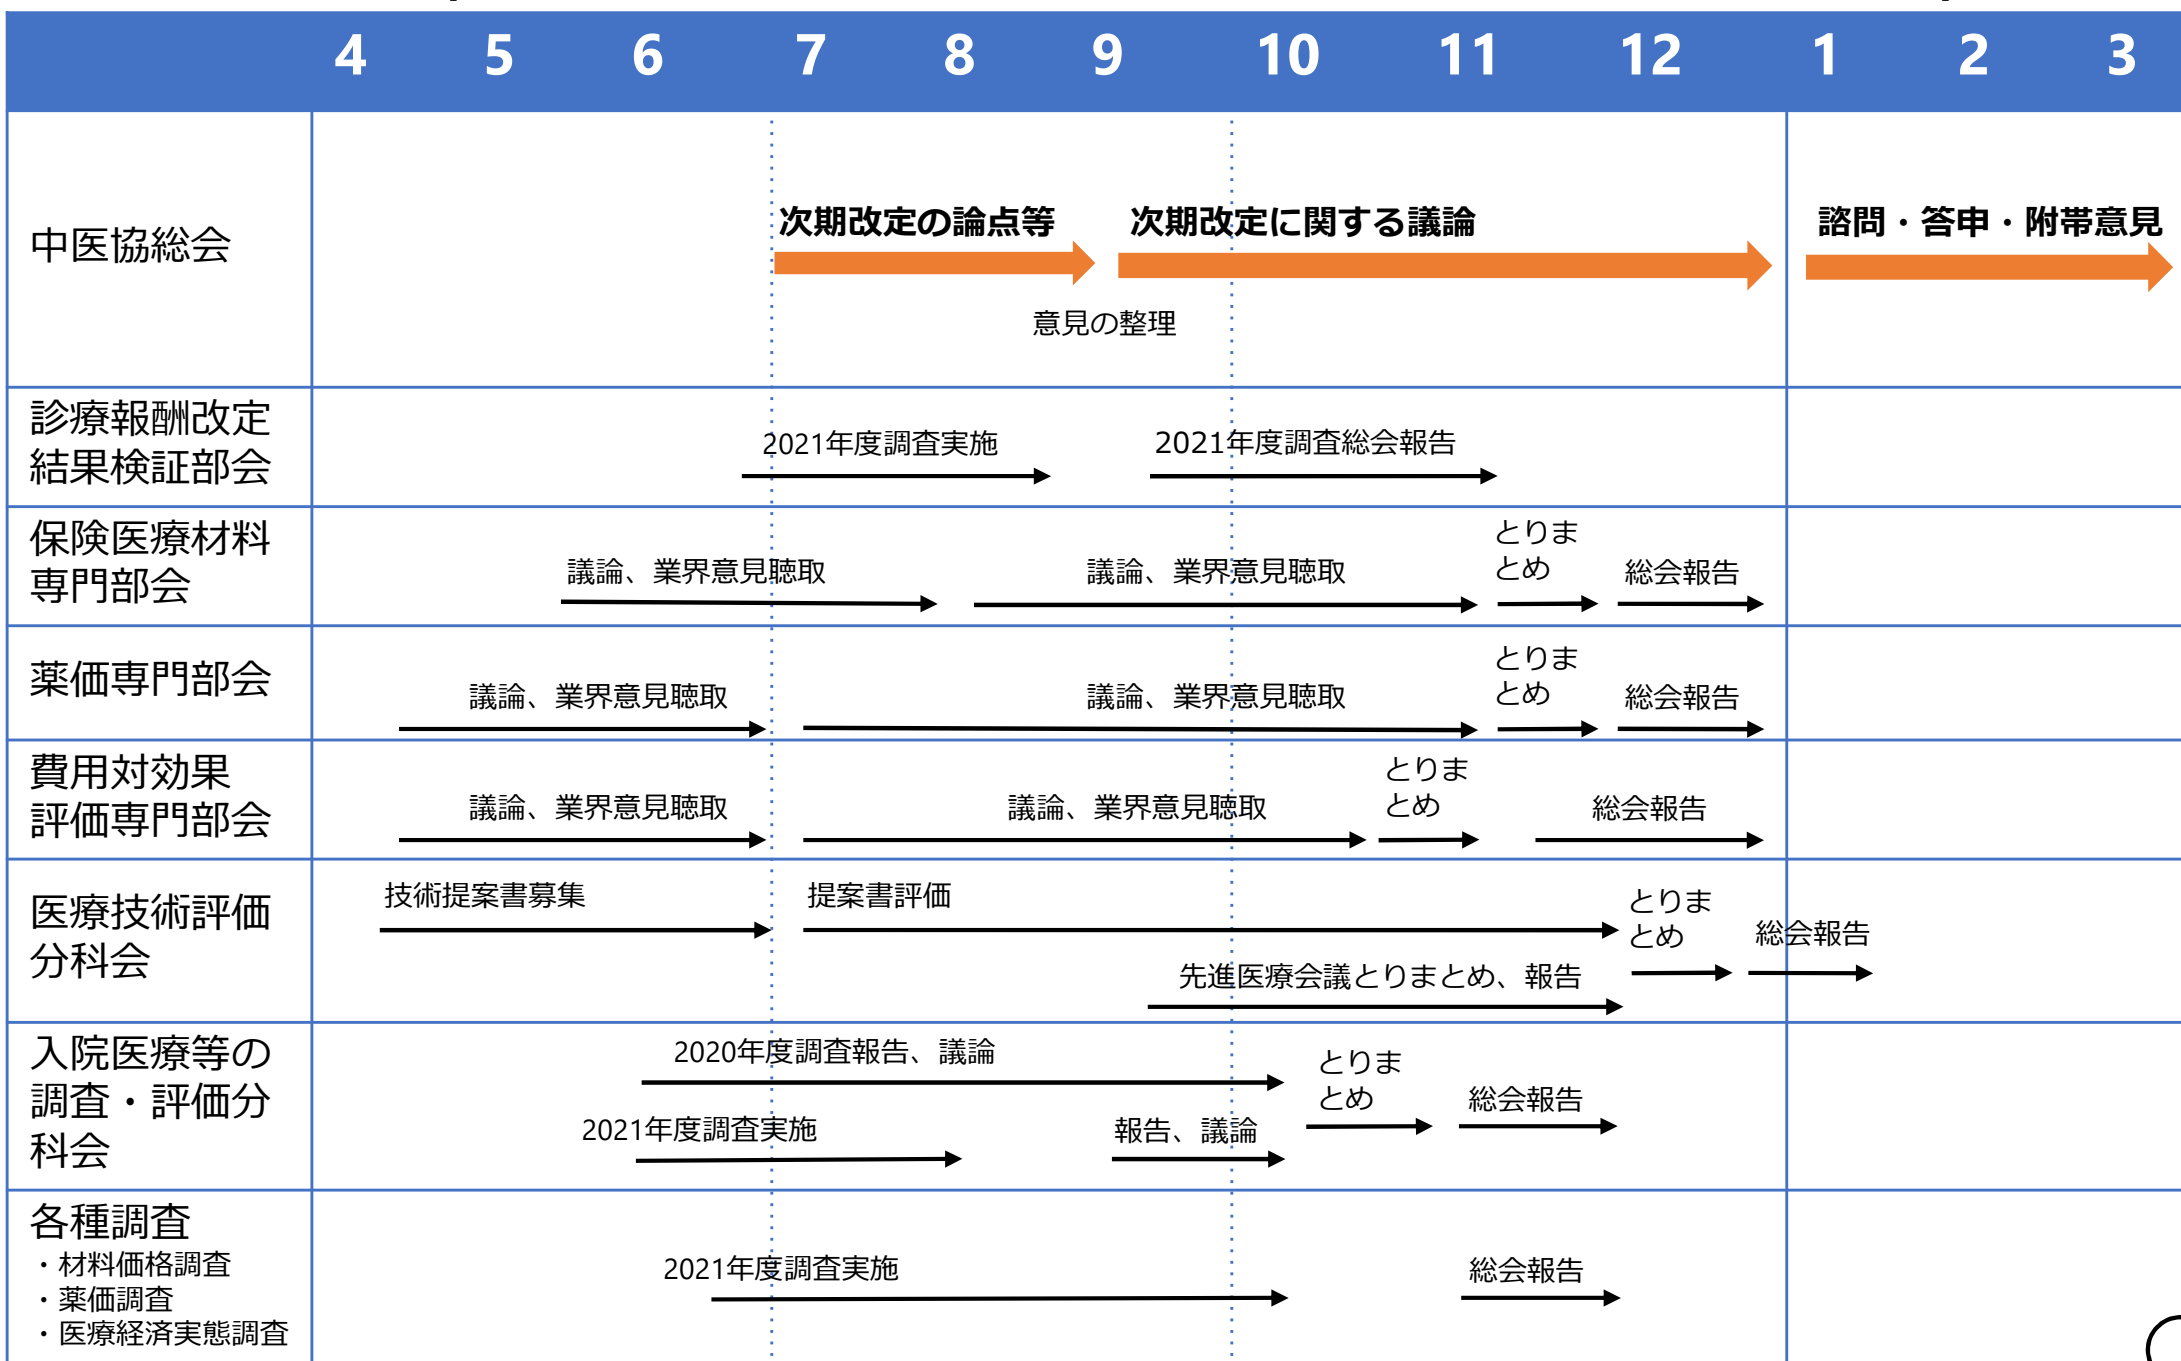 4 5 6 7 8 9 10 11 12 1 2 3
中医協総会
次期改定の論点等
次期改定に関する議論
諮問・答申・附帯意見
意見の整理
診療報酬改定
結果検証部会
2021年度調査実施
2021年度調査総会報告
保険医療材料
専門部会
議論、業界意見聴取
議論、業界意見聴取
とりま
とめ
総会報告
薬価専門部会
議論、業界意見聴取
議論、業界意見聴取
とりま
とめ
総会報告
費用対効果
評価専門部会
議論、業界意見聴取
議論、業界意見聴取
とりま
とめ
総会報告
医療技術評価
分科会
技術提案書募集
提案書評価
とりま
とめ
総会報告
先進医療会議とりまとめ、報告
入院医療等の
調査・評価分
科会
2020年度調査報告、議論
とりま
とめ
総会報告
2021年度調査実施
報告、議論
各種調査
・材料価格調査
・薬価調査
・医療経済実態調査
2021年度調査実施
総会報告